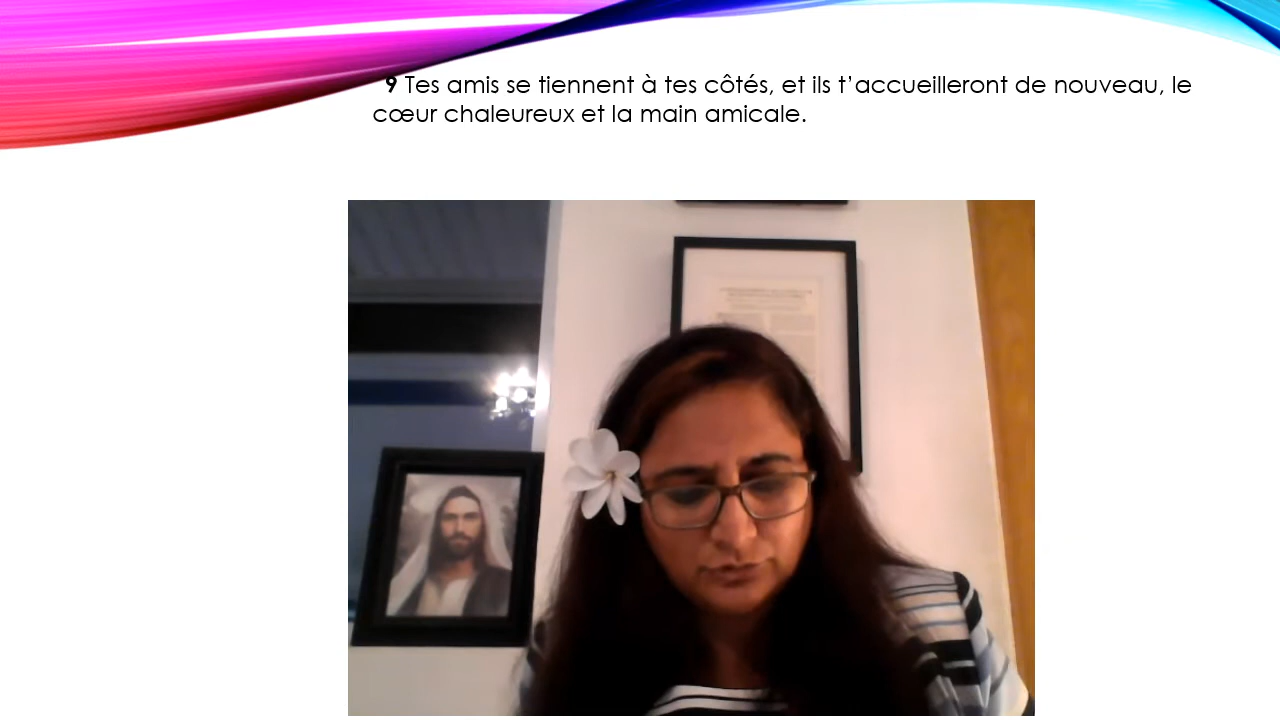 9 Tes amis se tiennent à tes côtés, et ils t’accueilleront de nouveau, le
cœur chaleureux et la main amicale.